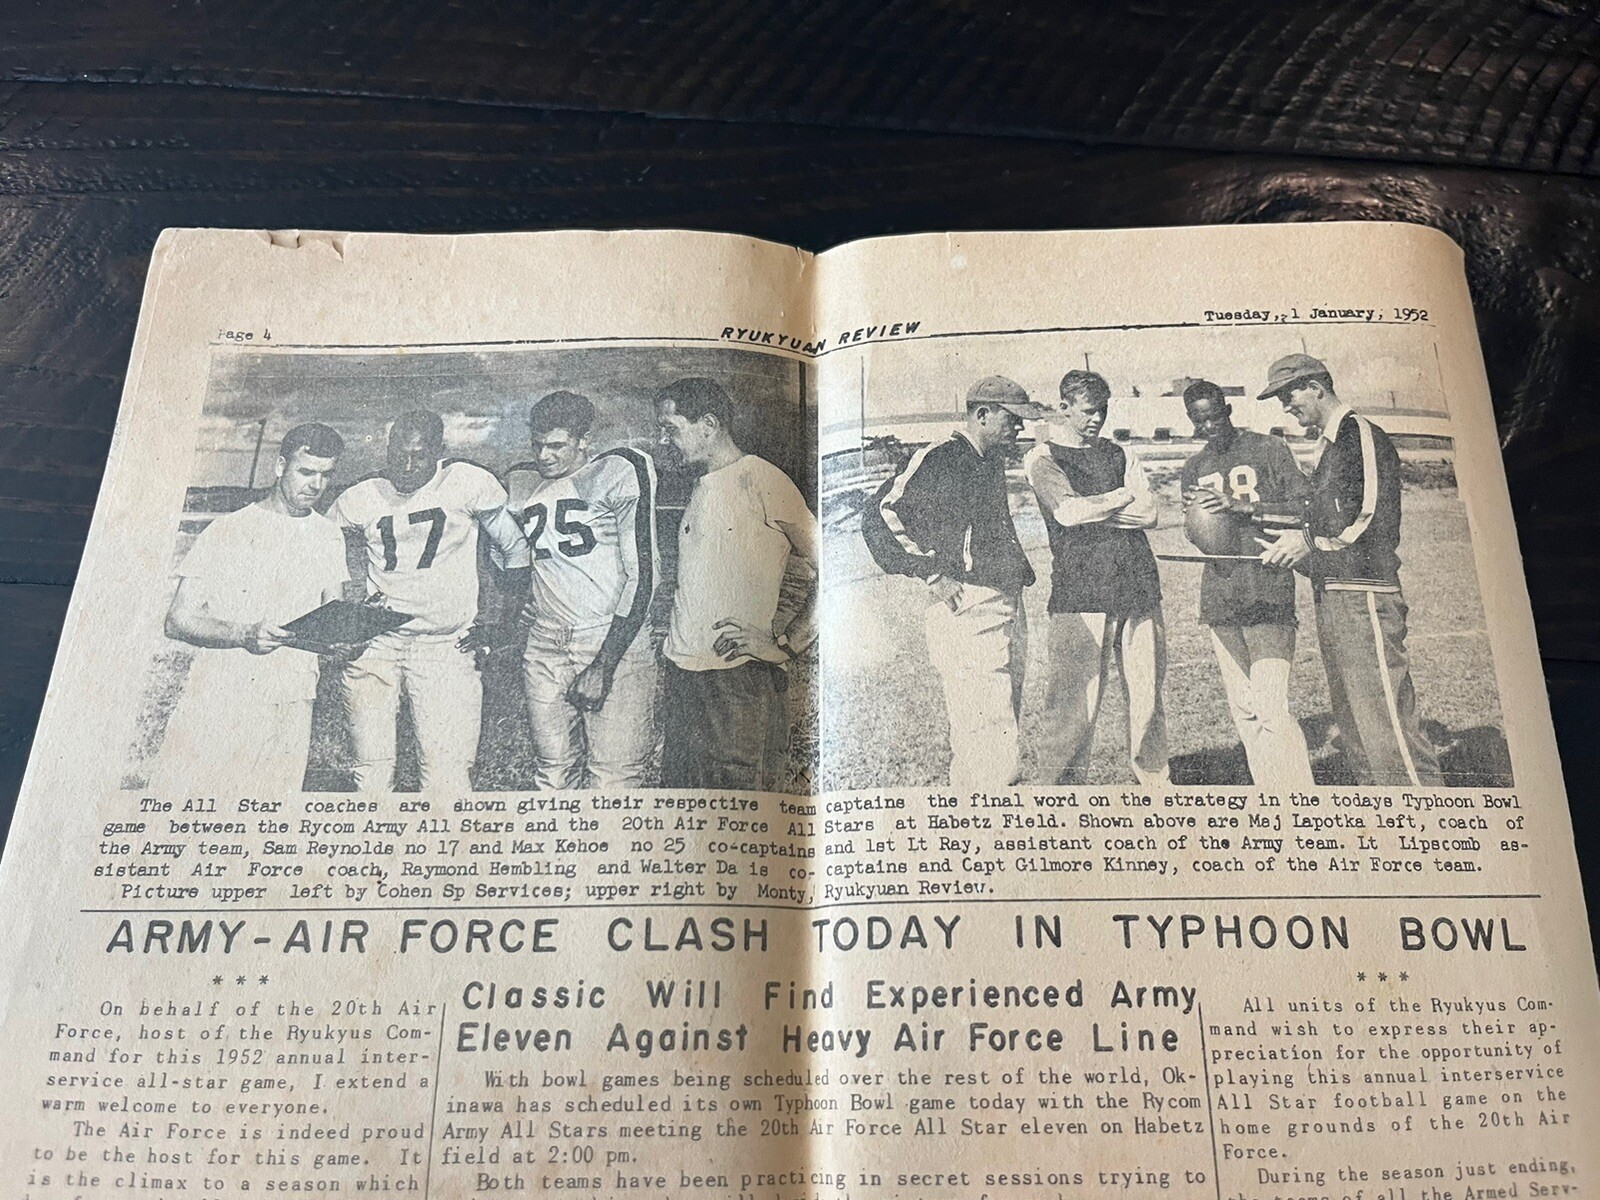 Page 4
RYUKYUAN REVIEW
Tuesday, 1 January, 1952
17
25
78
The All Star coaches are shown giving their respective team captains the final word on the strategy in the todays Typhoon Bowl
game between the Rycom Army All Stars and the 20th Air Force All Stars at Habetz Field. Shown above are Maj Lapotka left, coach of
the Army team, Sam Reynolds no 17 and Max Kehoe no 25 co-captains and 1st Lt Ray, assistant coach of the Army team. Lt Lipscomb as-
sistant Air Force coach, Raymond Hembling and Walter Da is co- captains and Capt Gilmore Kinney, coach of the Air Force team.
Picture upper left by Cohen Sp Services; upper right by Monty, Ryukyuan Review.
ARMY-AIR FORCE CLASH TODAY IN TYPHOON BOWL
* * *
On behalf of the 20th Air
Force, host of the Ryukyus Com-
mand for this 1952 annual inter-
service all-star game, I extend a
warm welcome to everyone.
The Air Force is indeed proud
to be the host for this game. It
is the climax to a season which
Classic Will Find Experienced Army
Eleven Against Heavy Air Force Line
With bowl games being scheduled over the rest of the world, Ok-
inawa has scheduled its own Typhoon Bowl game today with the Rycom
Army All Stars meeting the 20th Air Force All Star eleven on Habetz
field at 2:00 pm.
Both teams have been practicing in secret sessions trying to
* * *
All units of the Ryukyus Com-
mand wish to express their ap-
preciation for the opportunity of
playing this annual interservice
All Star football game on the
home grounds of the 20th Air
Force.
During the season just ending,
the teams of all the Armed Serv-